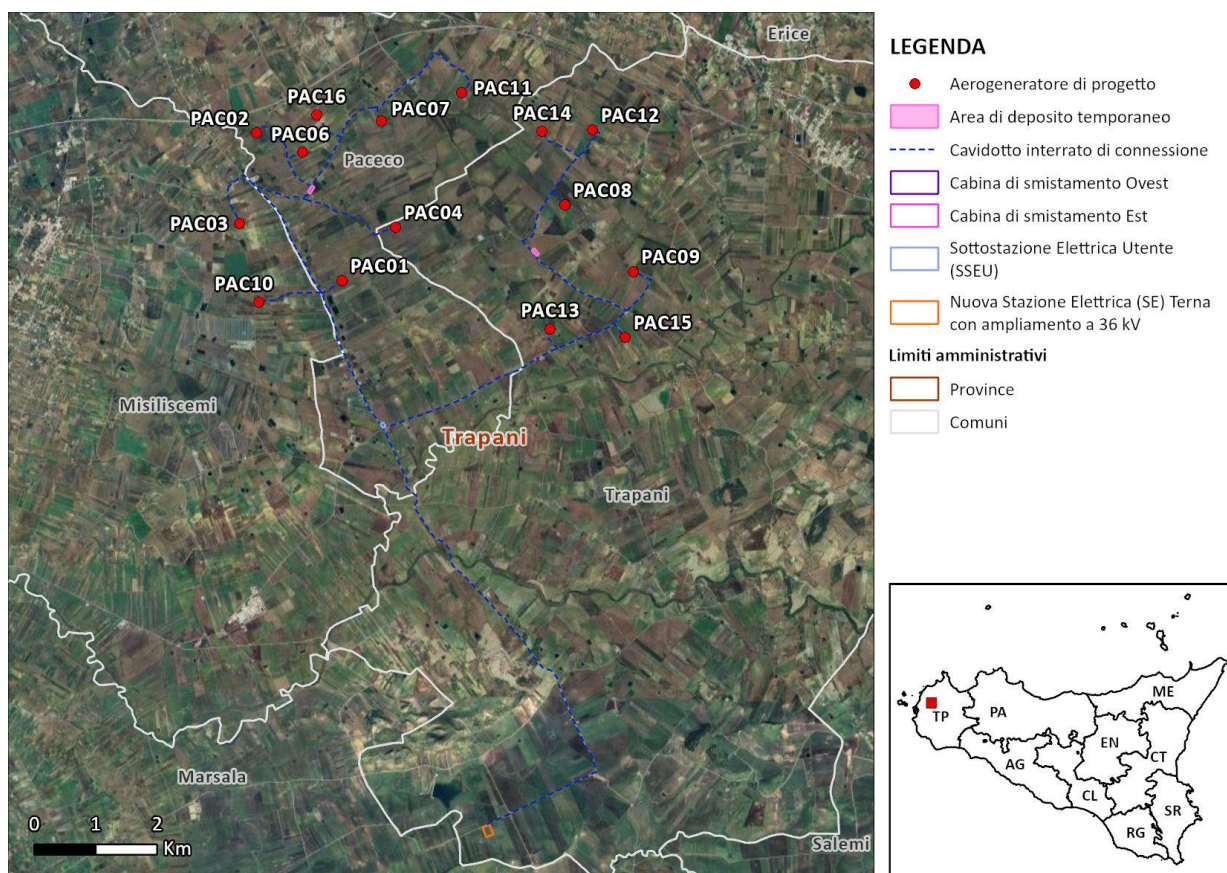 Erice
PAC11
PAC16
PAC07
PAC14
PAC12
PAC02
PAC06
Paceco
PAC08
PAC03
PAC04
PAC09
PAC01
PAC10
PAC13
PAC15
Misiliscemi
Trapani
Trapani
Marsala
Salemi
0 1 2
Km
LEGENDA
Aerogeneratore di progetto
Area di deposito temporaneo
Cavidotto interrato di connessione
Cabina di smistamento Ovest
Cabina di smistamento Est
Sottostazione Elettrica Utente
(SSEU)
Nuova Stazione Elettrica (SE) Terna
con ampliamento a 36 kV
Limiti amministrativi
Province
Comuni
ME
TP
PA
EN
CT
AG
CL
SR
RG